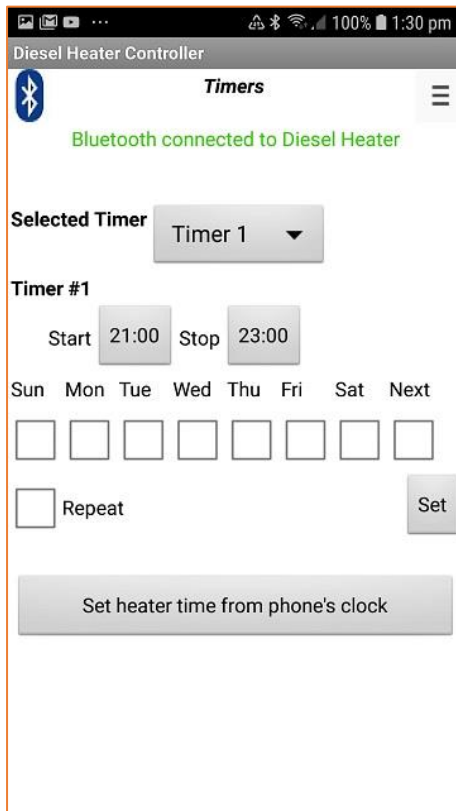 100% 1:30 pm
Diesel Heater Controller
Timers
Bluetooth connected to Diesel Heater
Selected Timer Timer 1
Timer #1
Start 21:00 Stop 23:00
Sun Mon Tue Wed Thu Fri Sat Next
Repeat Set
Set heater time from phone's clock